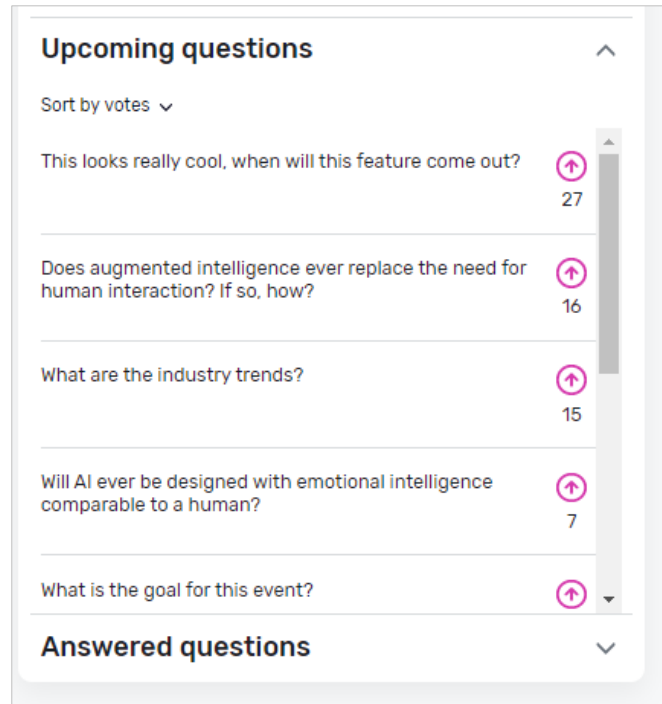 Upcoming questions
Sort by votes
This looks really cool, when will this feature come out?
27
Does augmented intelligence ever replace the need for
human interaction? If so, how?
16
What are the industry trends?
15
Will AI ever be designed with emotional intelligence
comparable to a human?
7
What is the goal for this event?
Answered questions